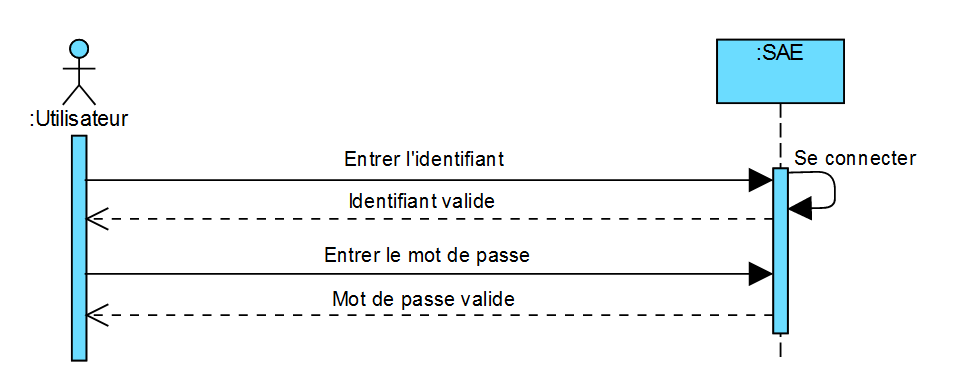 :SAE
:Utilisateur
Entrer l'identifiant
Se connecter
Identifiant valide
Entrer le mot de passe
Mot de passe valide